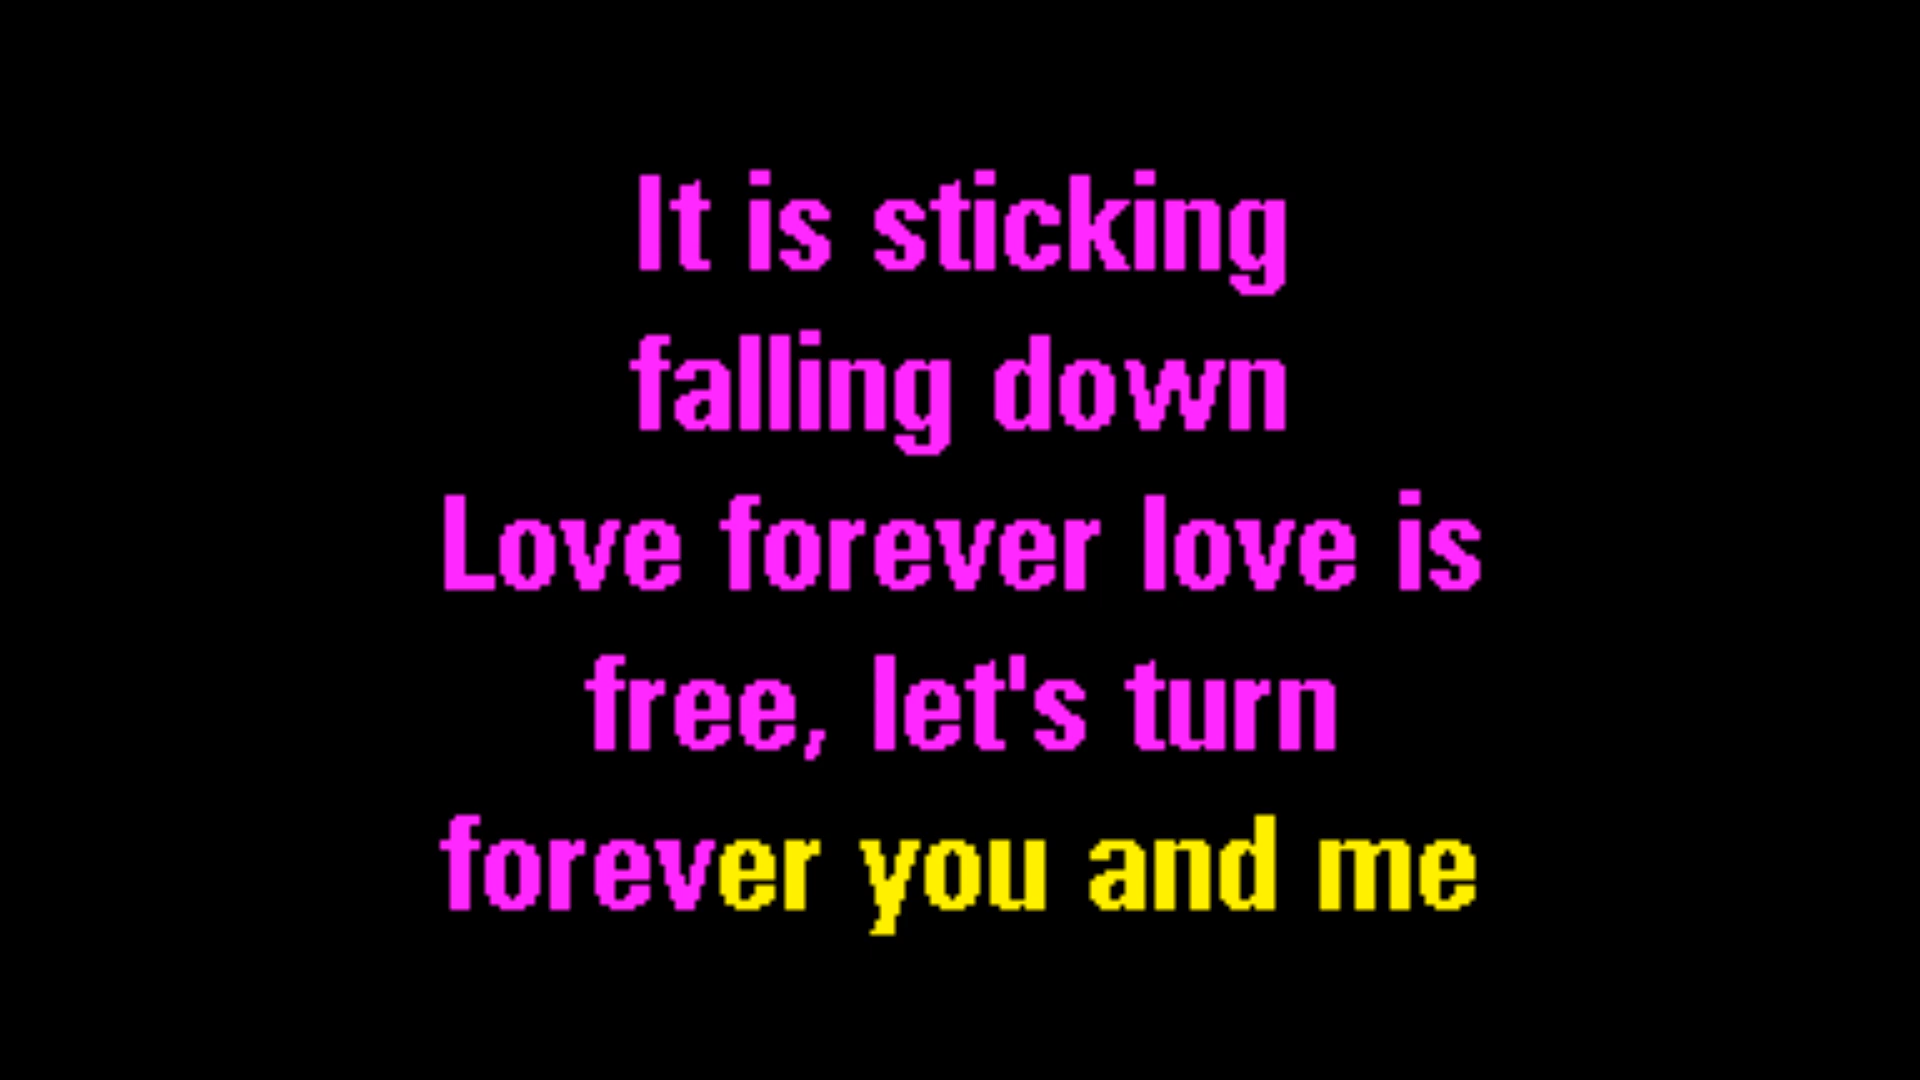 It is sticking
falling down
Love forever love is
free, let's turn
forever you and me